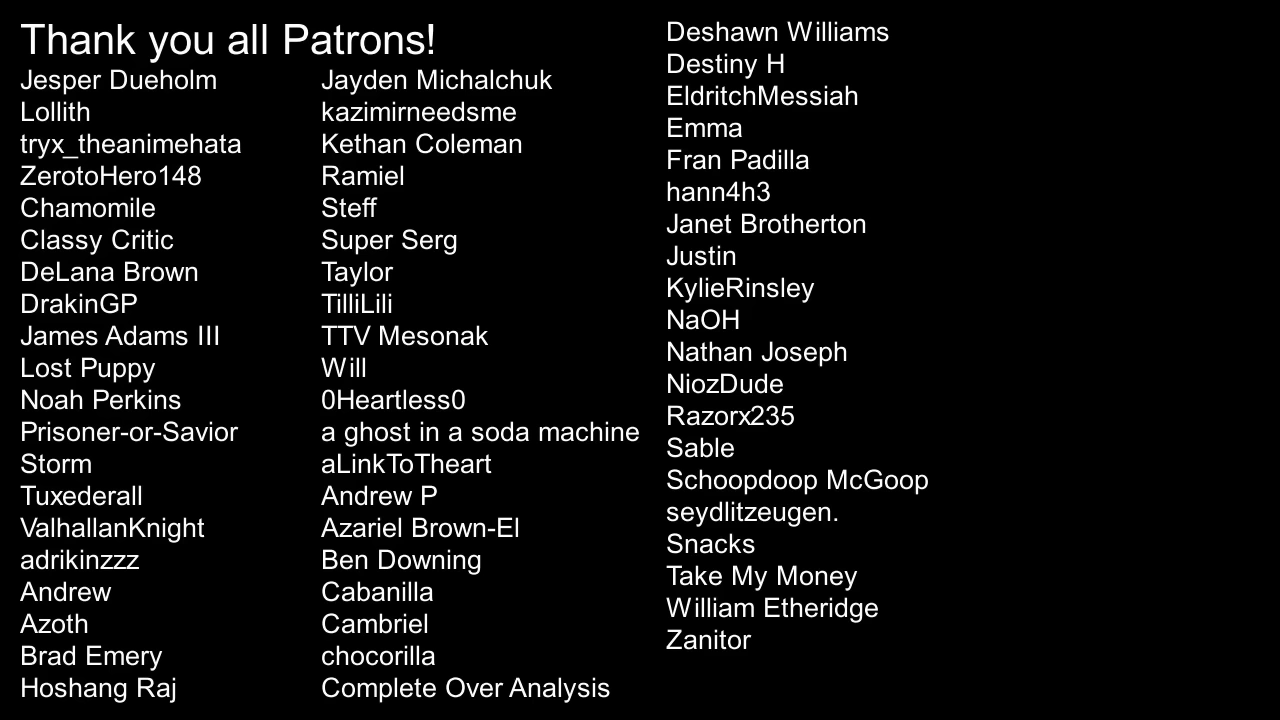 Thank you all Patrons!
Jesper Dueholm
Lollith
tryx_theanimehata
ZerotoHero148
Chamomile
Classy Critic
DeLana Brown
DrakinGP
James Adams III
Lost Puppy
Noah Perkins
Prisoner-or-Savior
Storm
Tuxederall
ValhallanKnight
adrikinzzz
Andrew
Azoth
Brad Emery
Hoshang Raj
Jayden Michalchuk
kazimirneedsme
Kethan Coleman
Ramiel
Steff
Super Serg
Taylor
TilliLili
TTV Mesonak
Will
0Heartless0
a ghost in a soda machine
aLinkToTheart
Andrew P
Azariel Brown-El
Ben Downing
Cabanilla
Cambriel
chocorilla
Complete Over Analysis
Deshawn Williams
Destiny H
EldritchMessiah
Emma
Fran Padilla
hann4h3
Janet Brotherton
Justin
KylieRinsley
NaOH
Nathan Joseph
NiozDude
Razorx235
Sable
Schoopdoop McGoop
seydlitzeugen.
Snacks
Take My Money
William Etheridge
Zanitor